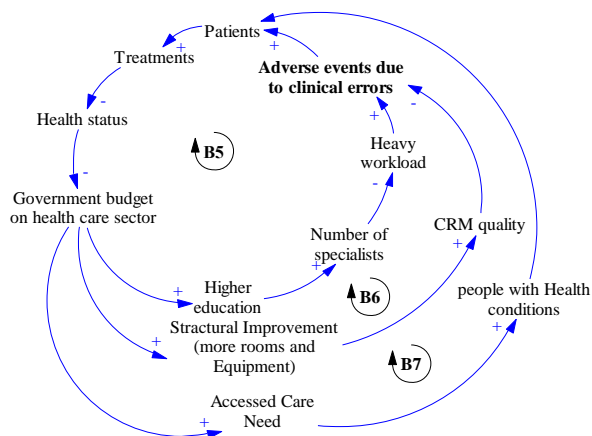 Patients
+
+
Treatments
Adverse events due
to clinical errors
-
-
Health status
+
Heavy
workload
B5
-
-
Government budget
on health care sector
Number of
specialists
CRM quality
+
+
+
Higher
education
B6
people with Health
conditions
Stractural Improvement
(more rooms and
Equipment)
+
+
B7
Accessed Care
Need
+